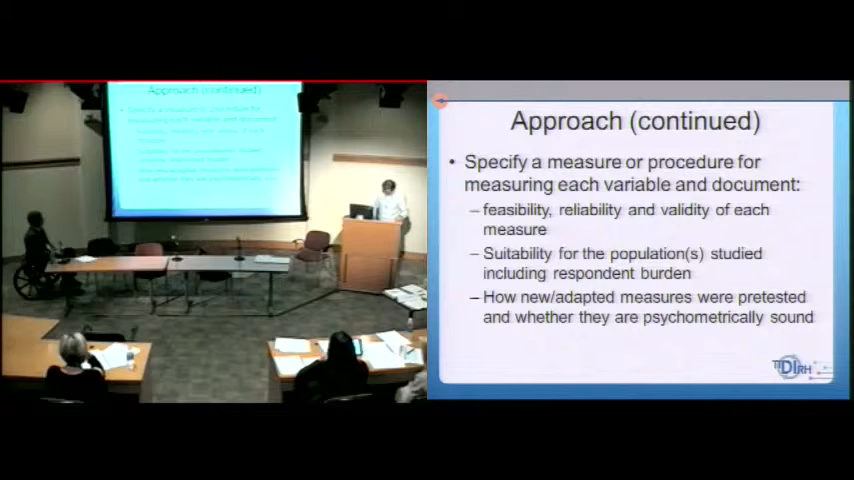 Approach (continued)
Approach (continued)
• Specify a measure or procedure for
measuring each variable and document:
– feasibility, reliability and validity of each
measure
– Suitability for the population(s) studied
including respondent burden
– How new/adapted measures were pretested
and whether they are psychometrically sound
TIDIRH